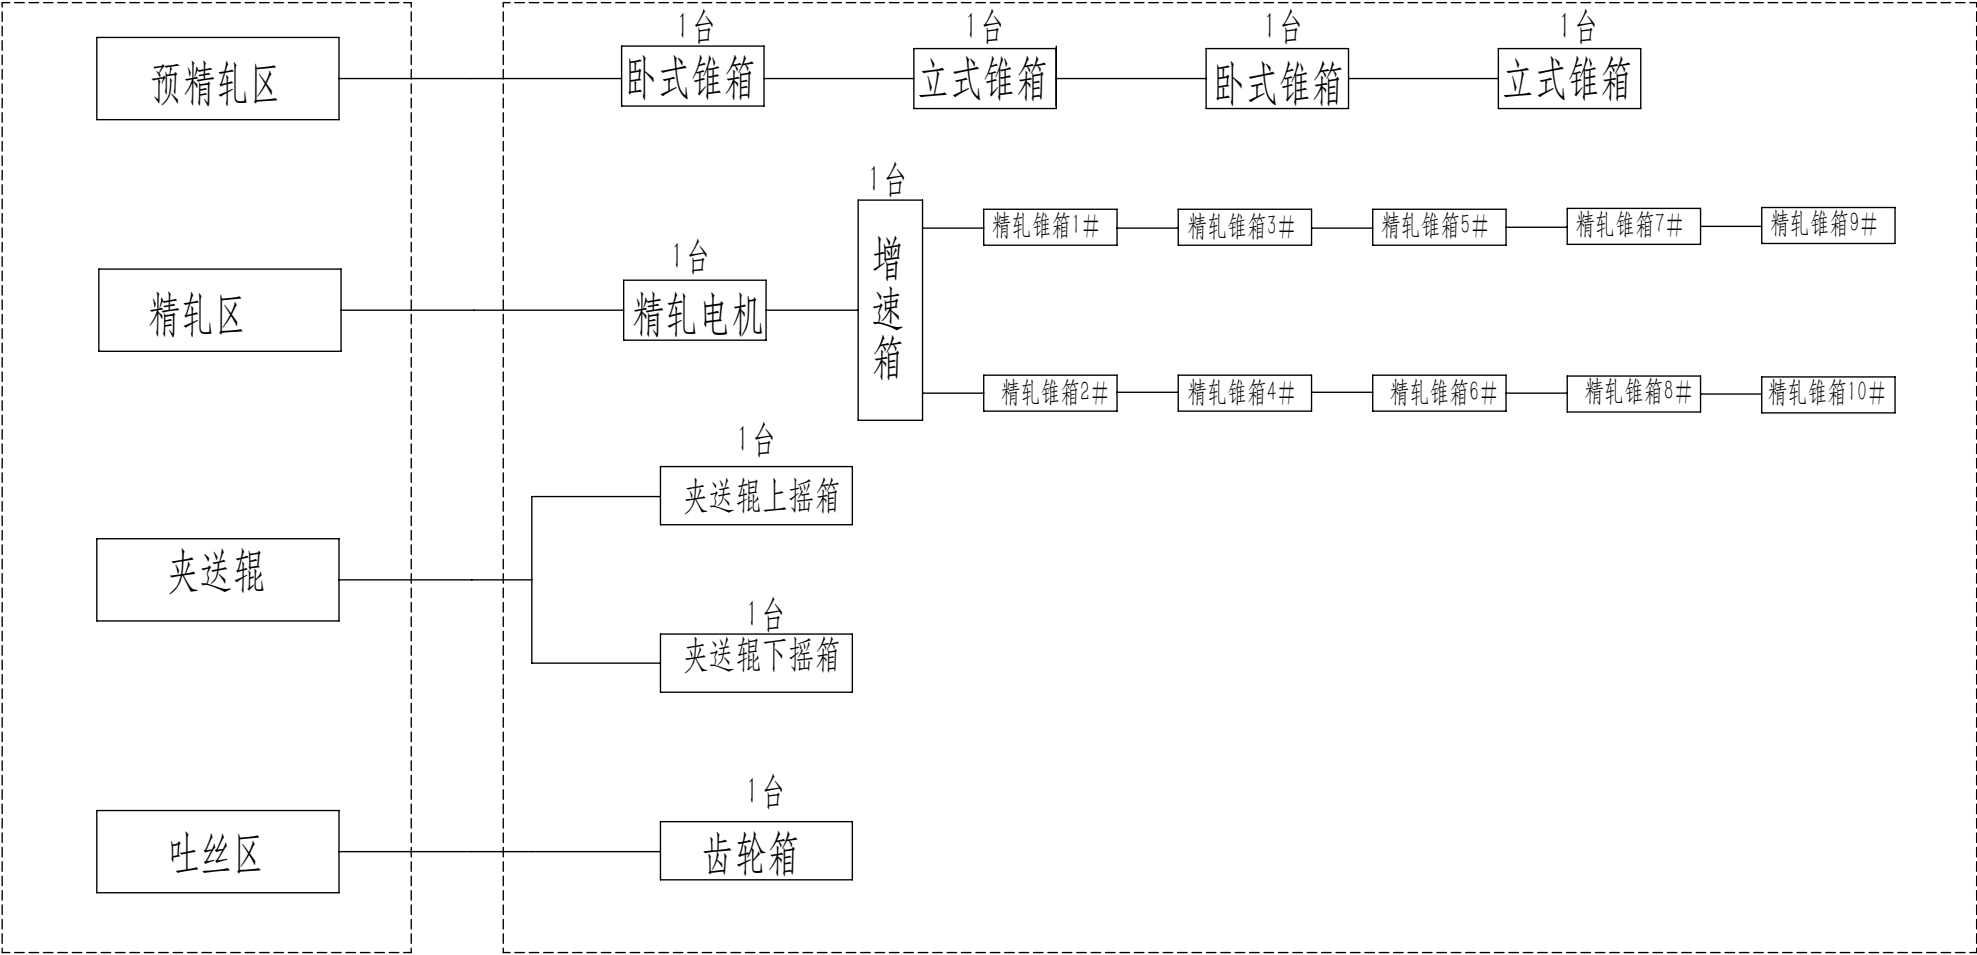 1台
1台
1台
1台
预精轧区
卧式锥箱
立式锥箱
卧式锥箱
立式锥箱
1台
精轧锥箱1#
精轧锥箱3#
精轧锥箱5#
精轧锥箱7#
精轧锥箱9#
1台
精轧区
精轧电机
增速箱
精轧锥箱2#
精轧锥箱4#
精轧锥箱6#
精轧锥箱8#
精轧锥箱10#
1台
夹送辊上摇箱
夹送辊
1台
夹送辊下摇箱
1台
吐丝区
齿轮箱